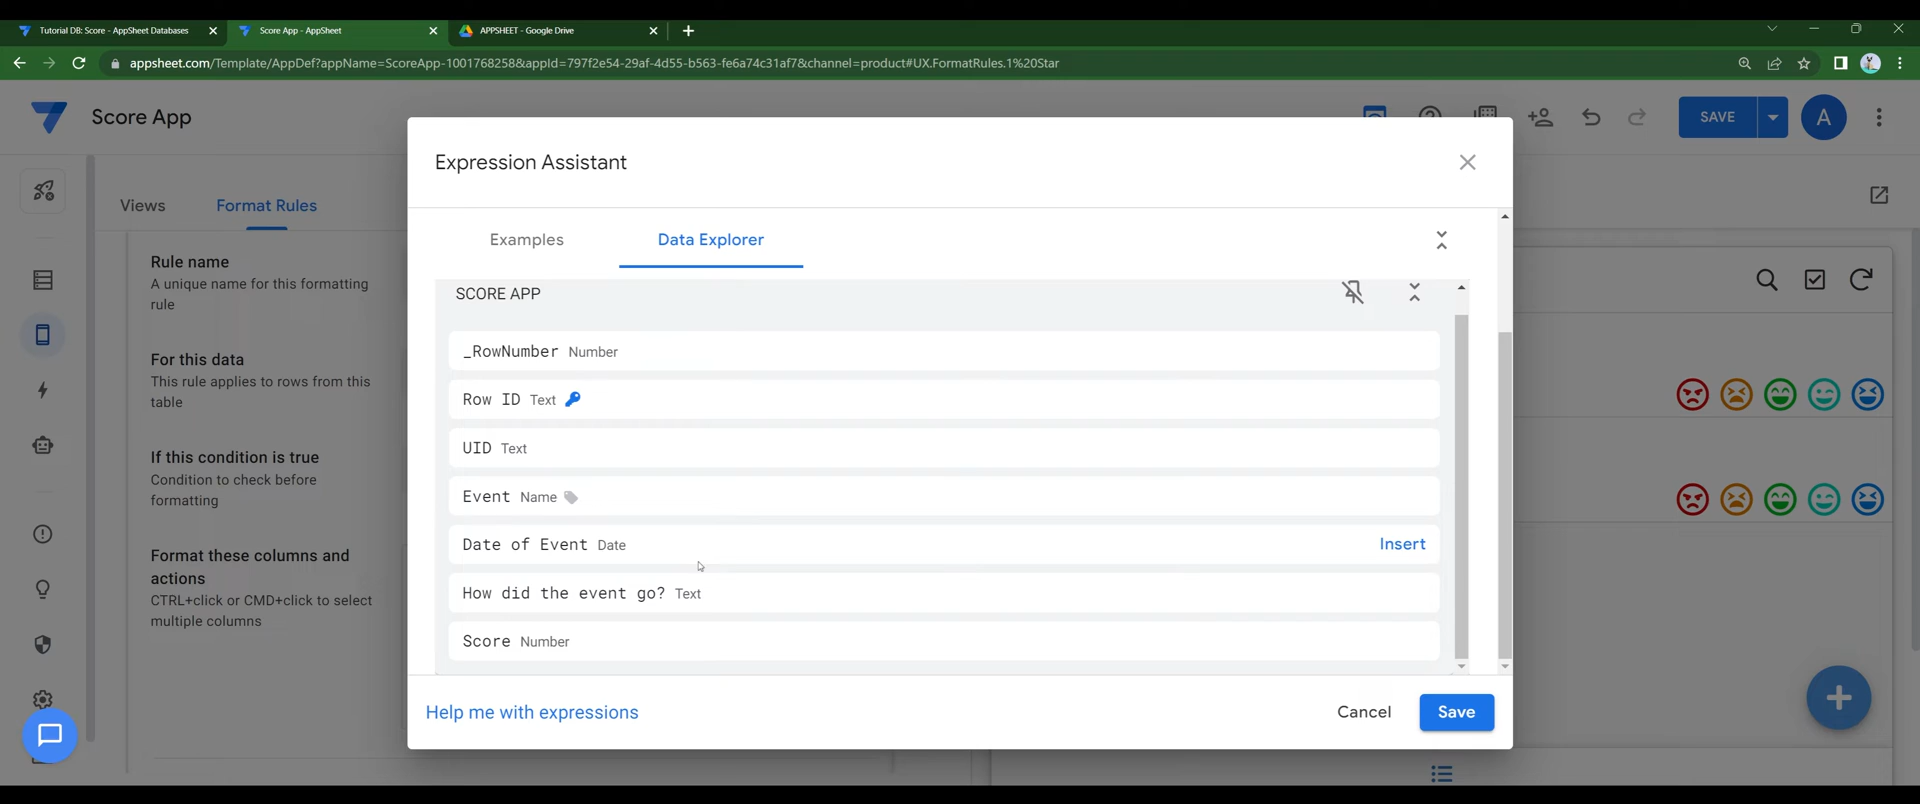 Tutorial DB: Score - AppSheet Databases
Score App - AppSheet
APPSHEET - Google Drive
appsheet.com/Template/AppDef?appName=ScoreApp-1001768258&appId=797f2e54-29af-4d55-b563-fe6a74c31af7&channel=product#UX.FormatRules.1%20Star
Score App
SAVE
A
Views
Format Rules
Rule name
A unique name for this formatting
rule
For this data
This rule applies to rows from this
table
If this condition is true
Condition to check before
formatting
Format these columns and
actions
CTRL+click or CMD+click to select
multiple columns
Expression Assistant
Examples
Data Explorer
SCORE APP
_RowNumber Number
Row ID Text
UID Text
Event Name
Date of Event Date
Insert
How did the event go? Text
Score Number
Help me with expressions
Cancel
Save